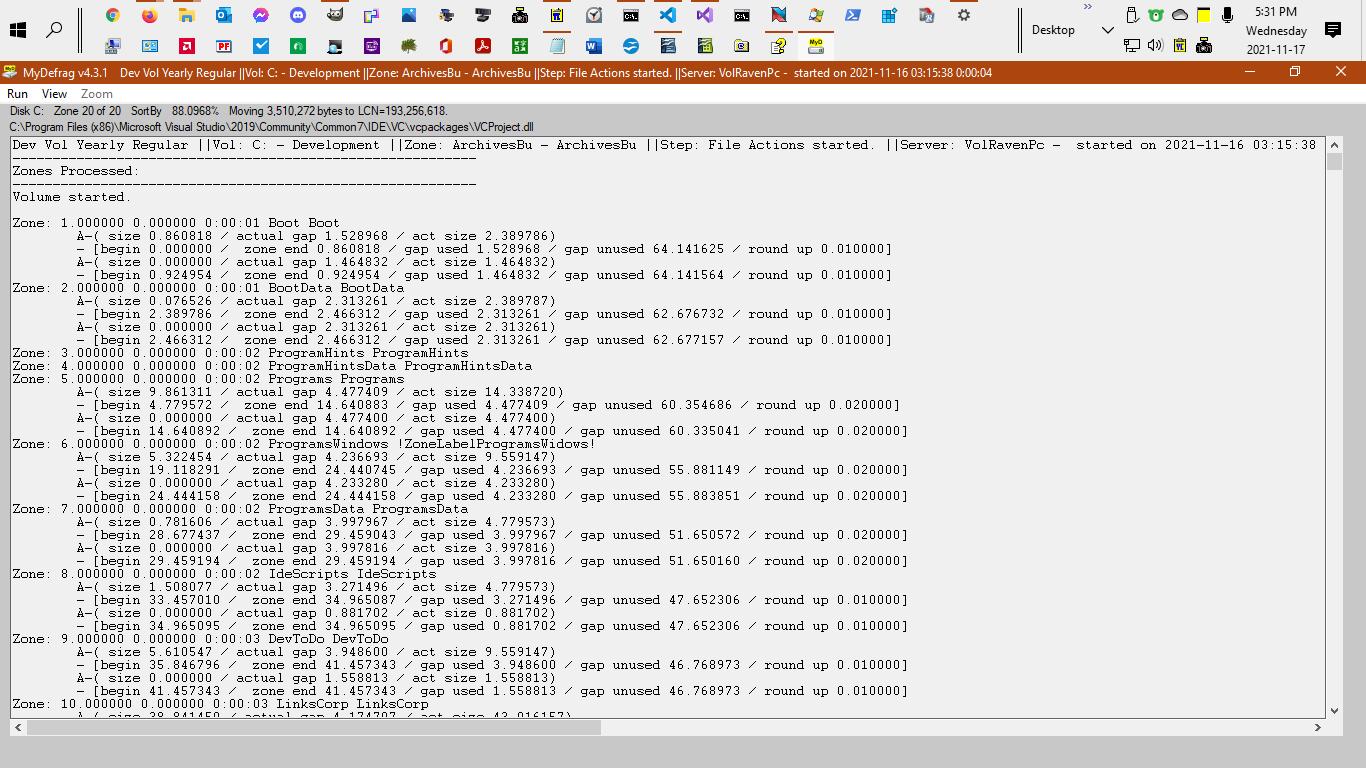 5:31 PM
Desktop
Wednesday
2021-11-17
MyDefrag v4.3.1 Dev Vol Yearly Regular ||Vol: C: - Development ||Zone: ArchivesBu - ArchivesBu ||Step: File Actions started. ||Server: VolRavenPc - started on 2021-11-16 03:15:38 0:00:04
Run View Zoom
Disk C: Zone 20 of 20 SortBy 88.0968% Moving 3,510,272 bytes to LCN=193,256,618.
C:\Program Files (x86)\Microsoft Visual Studio\2019\Community\Common7\IDE\VC\vcpackages\VCProject.dll
Dev Vol Yearly Regular ||Vol: C: - Development ||Zone: ArchivesBu - ArchivesBu ||Step: File Actions started. ||Server: VolRavenPc - started on 2021-11-16 03:15:38
----------------------------------------------------------
Zones Processed:
----------------------------------------------------------
Volume started.
Zone: 1.000000 0.000000 0:00:01 Boot Boot
A-( size 0.860818 / actual gap 1.528968 / act size 2.389786)
- [begin 0.000000 / zone end 0.860818 / gap used 1.528968 / gap unused 64.141625 / round up 0.010000]
A-( size 0.000000 / actual gap 1.464832 / act size 1.464832)
- [begin 0.924954 / zone end 0.924954 / gap used 1.464832 / gap unused 64.141564 / round up 0.010000]
Zone: 2.000000 0.000000 0:00:01 BootData BootData
A-( size 0.076526 / actual gap 2.313261 / act size 2.389787)
- [begin 2.389786 / zone end 2.466312 / gap used 2.313261 / gap unused 62.676732 / round up 0.010000]
A-( size 0.000000 / actual gap 2.313261 / act size 2.313261)
- [begin 2.466312 / zone end 2.466312 / gap used 2.313261 / gap unused 62.677157 / round up 0.010000]
Zone: 3.000000 0.000000 0:00:02 ProgramHints ProgramHints
Zone: 4.000000 0.000000 0:00:02 ProgramHintsData ProgramHintsData
Zone: 5.000000 0.000000 0:00:02 Programs Programs
A-( size 9.861311 / actual gap 4.477409 / act size 14.338720)
- [begin 4.779572 / zone end 14.640883 / gap used 4.477409 / gap unused 60.354686 / round up 0.020000]
A-( size 0.000000 / actual gap 4.477400 / act size 4.477400)
- [begin 14.640892 / zone end 14.640892 / gap used 4.477400 / gap unused 60.335041 / round up 0.020000]
Zone: 6.000000 0.000000 0:00:02 ProgramsWindows !ZoneLabelProgramsWidows!
A-( size 5.322454 / actual gap 4.236693 / act size 9.559147)
- [begin 19.118291 / zone end 24.440745 / gap used 4.236693 / gap unused 55.881149 / round up 0.020000]
A-( size 0.000000 / actual gap 4.233280 / act size 4.233280)
- [begin 24.444158 / zone end 24.444158 / gap used 4.233280 / gap unused 55.883851 / round up 0.020000]
Zone: 7.000000 0.000000 0:00:02 ProgramsData ProgramsData
A-( size 0.781606 / actual gap 3.997967 / act size 4.779573)
- [begin 28.677437 / zone end 29.459043 / gap used 3.997967 / gap unused 51.650572 / round up 0.020000]
A-( size 0.000000 / actual gap 3.997816 / act size 3.997816)
- [begin 29.459194 / zone end 29.459194 / gap used 3.997816 / gap unused 51.650160 / round up 0.020000]
Zone: 8.000000 0.000000 0:00:02 IdeScripts IdeScripts
A-( size 1.508077 / actual gap 3.271496 / act size 4.779573)
- [begin 33.457010 / zone end 34.965087 / gap used 3.271496 / gap unused 47.652306 / round up 0.010000]
A-( size 0.000000 / actual gap 0.881702 / act size 0.881702)
- [begin 34.965095 / zone end 34.965095 / gap used 0.881702 / gap unused 47.652306 / round up 0.010000]
Zone: 9.000000 0.000000 0:00:03 DevToDo DevToDo
A-( size 5.610547 / actual gap 3.948600 / act size 9.559147)
- [begin 35.846796 / zone end 41.457343 / gap used 3.948600 / gap unused 46.768973 / round up 0.010000]
A-( size 0.000000 / actual gap 1.558813 / act size 1.558813)
- [begin 41.457343 / zone end 41.457343 / gap used 1.558813 / gap unused 46.768973 / round up 0.010000]
Zone: 10.000000 0.000000 0:00:03 LinksCorp LinksCorp
A-( size 38.841450 / actual gap 4.174707 / act size 43.016157)